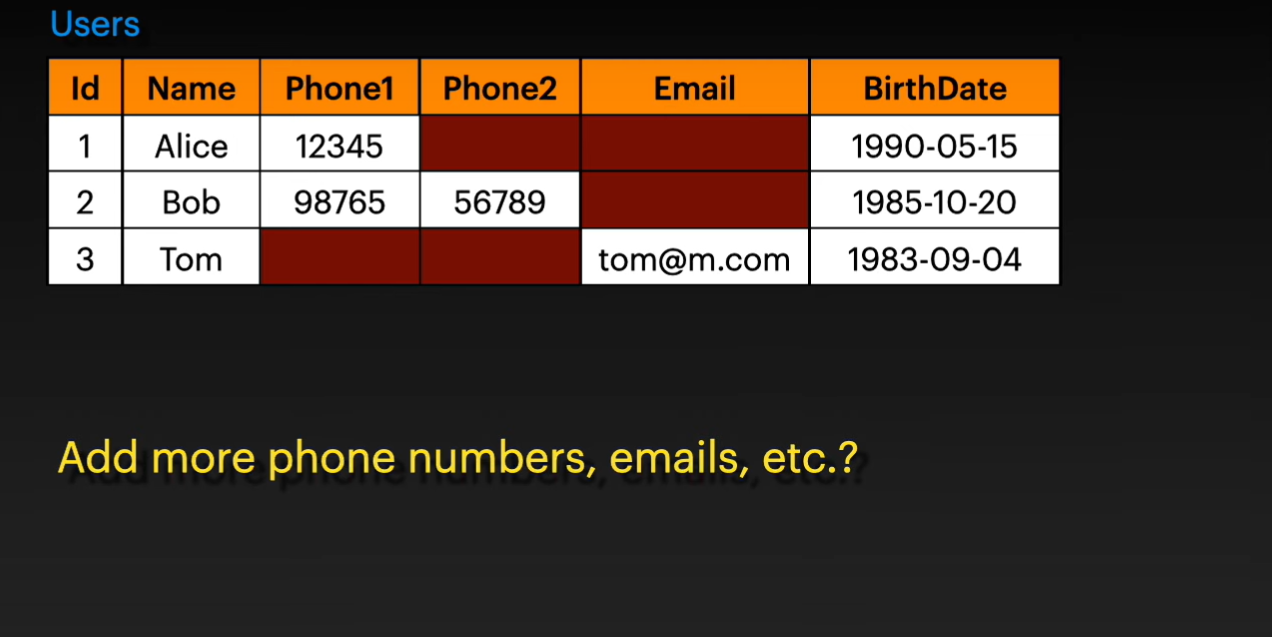 Users
Id Name Phone1 Phone2 Email BirthDate
1 Alice 12345 1990-05-15
2 Bob 98765 56789 1985-10-20
3 Tom tom@m.com 1983-09-04
Add more phone numbers, emails, etc.?